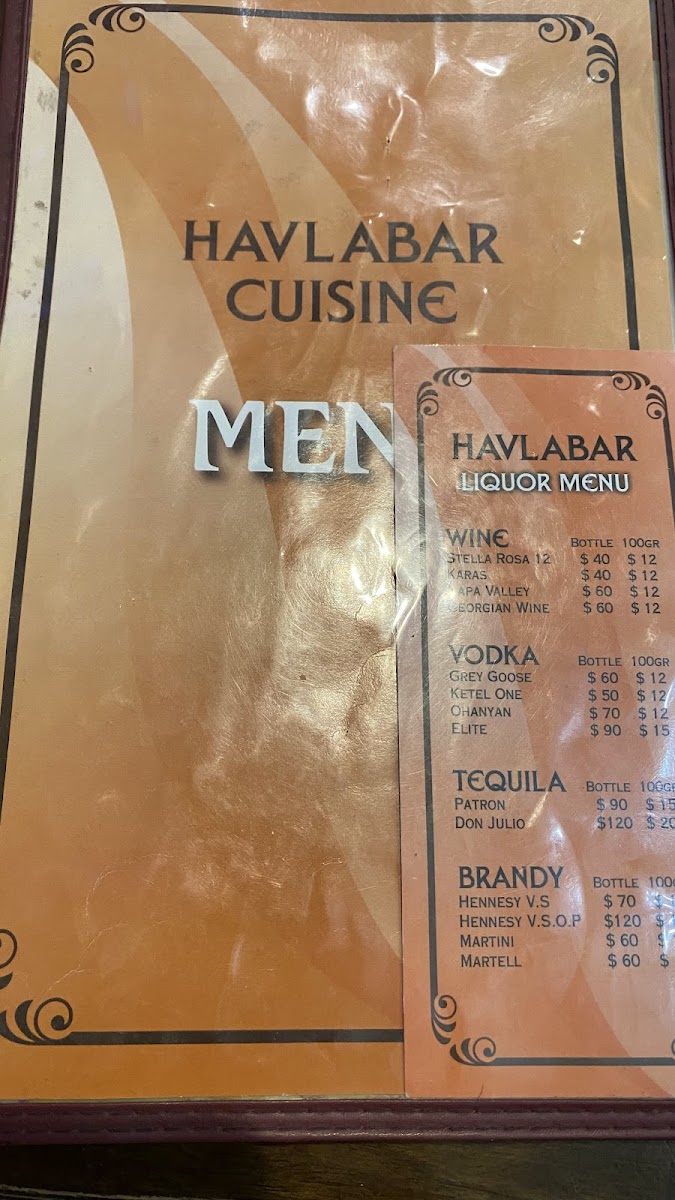 HAVLABAR
CUISINE
MEN
HAVLABAR
LIQUOR MENU
WINE BOTTLE 100GR
STELLA ROSA 12 $ 40 $ 12
KARAS $ 40 $ 12
NAPA VALLEY $ 60 $ 12
GEORGIAN WINE $ 60 $ 12
VODKA BOTTLE 100GR
GREY GOOSE $ 60 $ 12
KETEL ONE $ 50 $ 12
OHANYAN $ 70 $ 12
ELITE $ 90 $ 15
TEQUILA BOTTLE 100GR
PATRON $ 90 $ 15
DON JULIO $120 $ 20
BRANDY BOTTLE 100
HENNESY V.S $ 70 $
HENNESY V.S.O.P $120 $
MARTINI $ 60 $
MARTELL $ 60 $